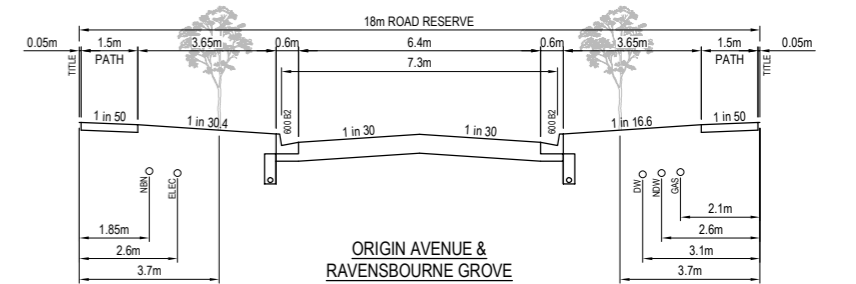 18m ROAD RESERVE
0.05m 1.5m 3.65m 0.6m 6.4m 0.6m 3.65m 1.5m 0.05m
TITLE PATH 7.3m PATH TITLE
1 in 50 1 in 30.4 600 B2 1 in 30 1 in 30 600 B2 1 in 16.6 1 in 50
NBN ELEC DW NDW GAS
1.85m 2.1m
2.6m 2.6m
3.7m 3.1m
3.7m
ORIGIN AVENUE &
RAVENSBOURNE GROVE